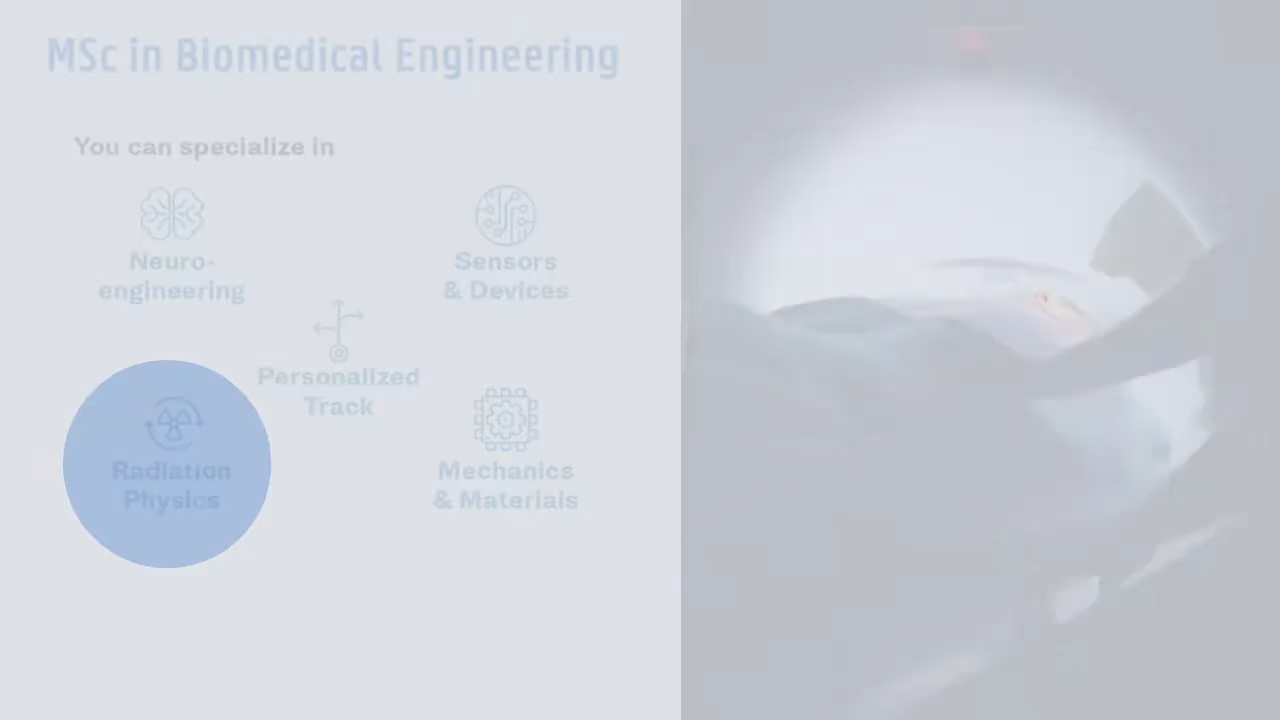 MSc in Biomedical Engineering
You can specialize in
Neuro-
engineering
Sensors
& Devices
Personalized
Track
Radiation
Physics
Mechanics
& Materials